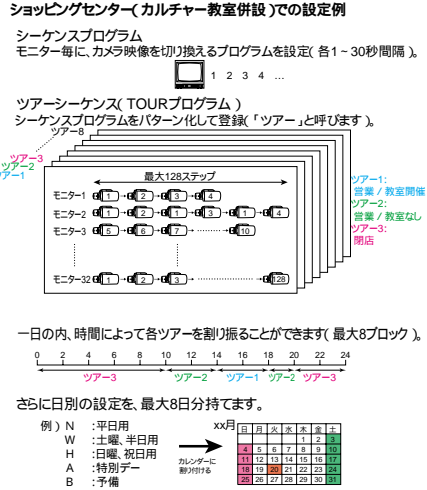 ショッピングセンター(カルチャー教室併設)での設定例
シーケンスプログラム
モニター毎に、カメラ映像を切り換えるプログラムを設定(各1~30秒間隔)。
1 2 3 4 …
ツアーシーケンス(TOURプログラム)
シーケンスプログラムをパターン化して登録(「ツアー」と呼びます)。
ツアー8
ツアー3
ツアー2
ツアー1
最大128ステップ
モニター1 1 2 3 4
モニター2 1 2 1 3 1 4
モニター3 5 6 7 10
モニター32 1 2 3 128
ツアー1:
営業/教室開催
ツアー2:
営業/教室なし
ツアー3:
閉店
一日の内、時間によって各ツアーを割り振ることができます(最大8ブロック)。
0 2 4 6 8 10 12 14 16 18 20 22 24
ツアー3 ツアー2 ツアー1 ツアー2 ツアー3
さらに日別の設定を、最大8日分持てます。
例)N :平日用
W :土曜、半日用
H :日曜、祝日用
A :特別デー
B :予備
カレンダーに
割り付ける
xx月
日 月 火 水 木 金 土
1 2 3
4 5 6 7 8 9 10
11 12 13 14 15 16 17
18 19 20 21 22 23 24
25 26 27 28 29 30 31